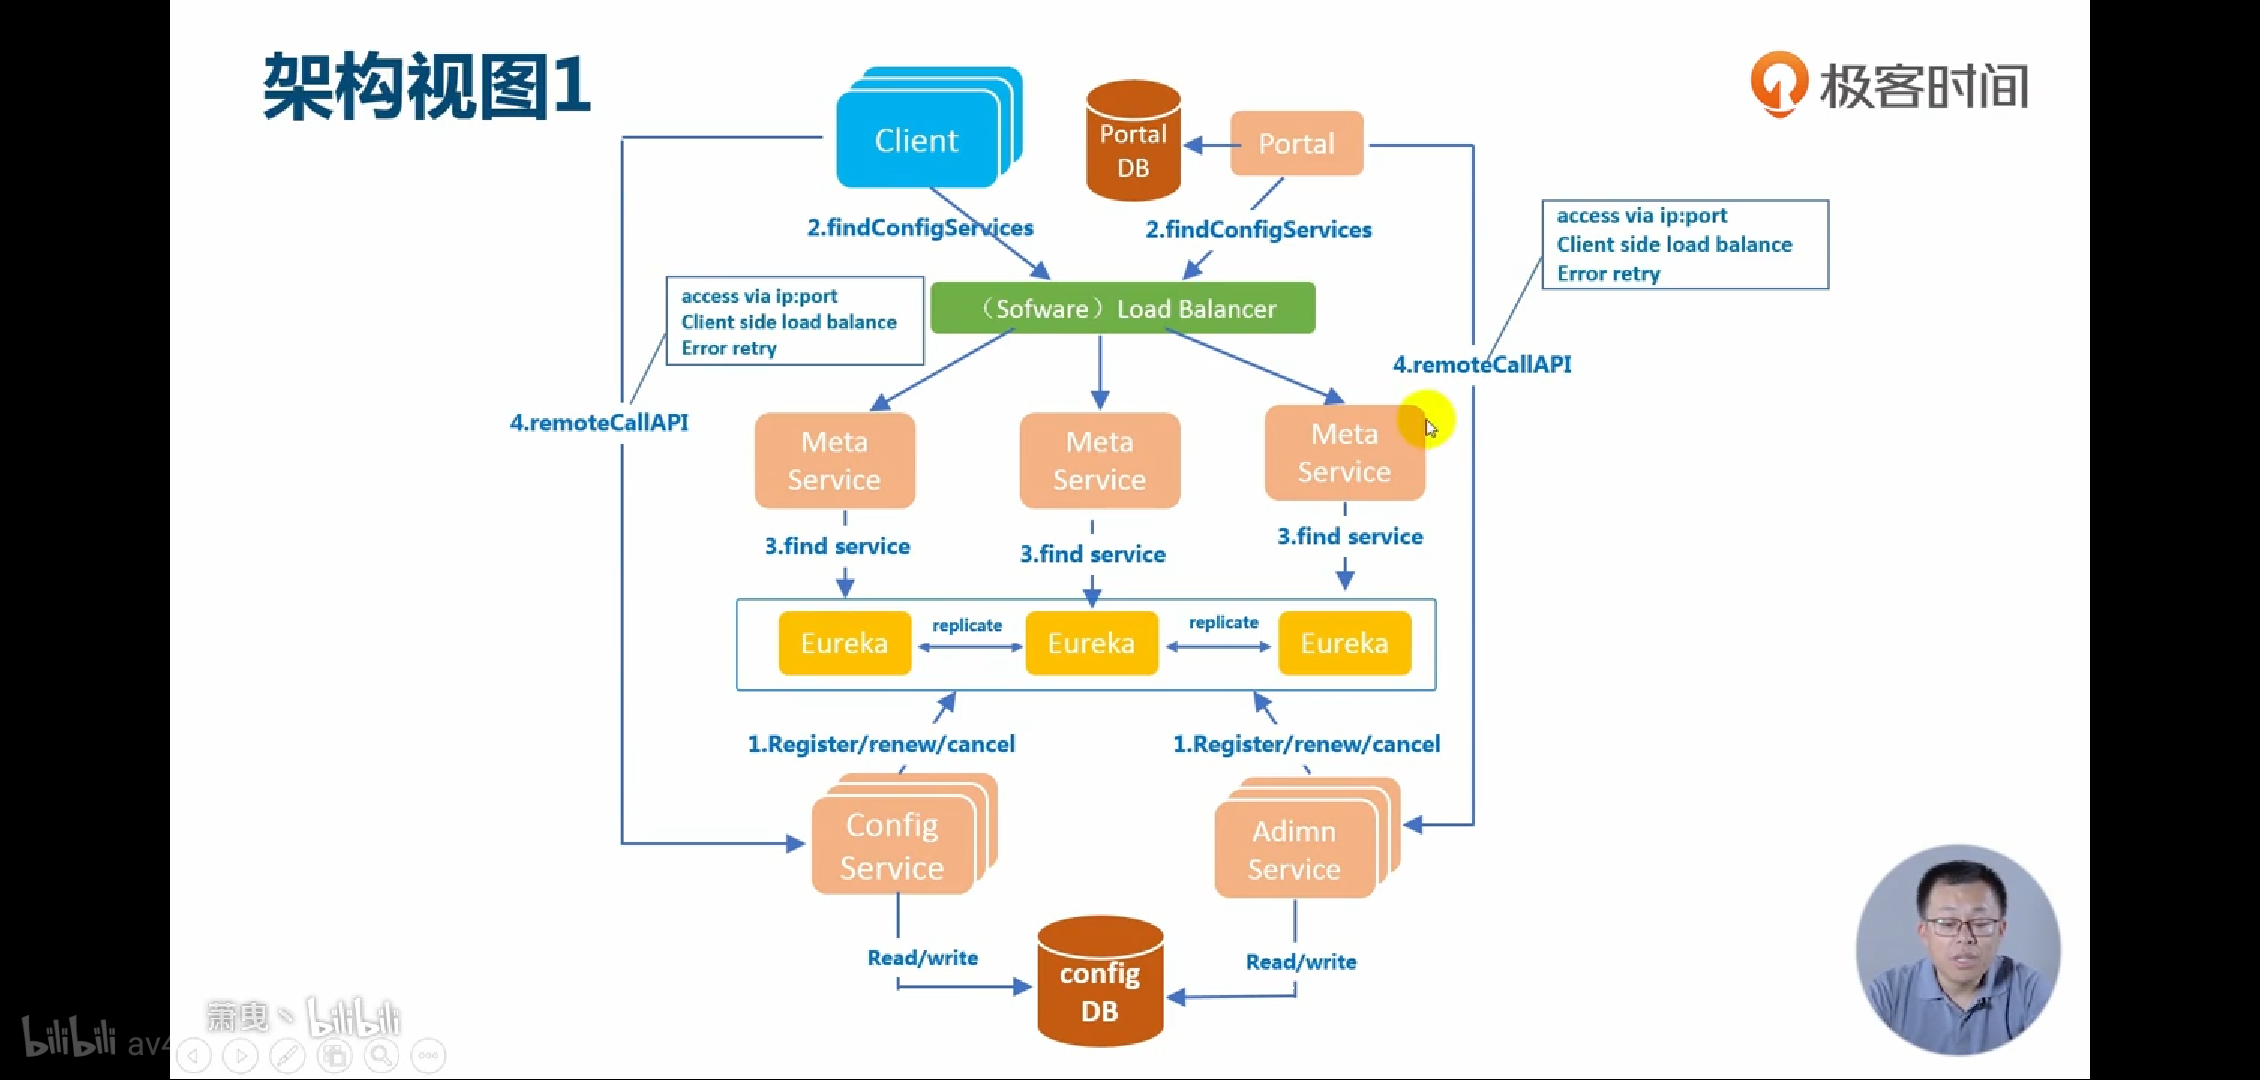 架构视图1
极客时间
Client
Portal
DB
Portal
2.findConfigServices
2.findConfigServices
access via ip:port
Client side load balance
Error retry
access via ip:port
Client side load balance
Error retry
（Sofware）Load Balancer
4.remoteCallAPI
4.remoteCallAPI
Meta
Service
Meta
Service
Meta
Service
3.find service
3.find service
3.find service
Eureka
replicate
Eureka
replicate
Eureka
1.Register/renew/cancel
1.Register/renew/cancel
Config
Service
Adimn
Service
Read/write
Read/write
config
DB
萧曳丶 bilibili
bilibili av4